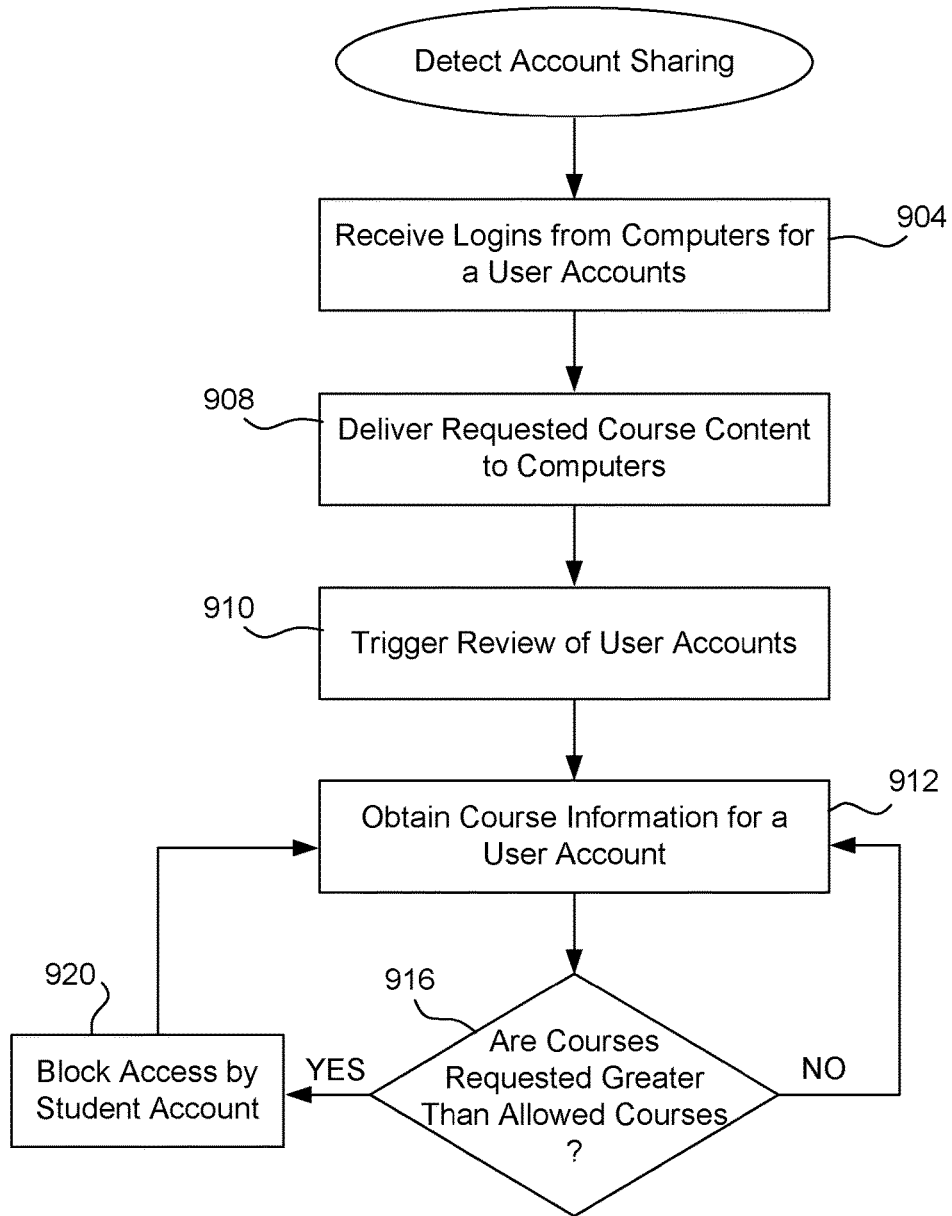 Detect Account Sharing
904
Receive Logins from Computers for
a User Accounts
908
Deliver Requested Course Content
to Computers
910
Trigger Review of User Accounts
912
Obtain Course Information for a
User Account
920
916
Block Access by
Student Account
YES
Are Courses
Requested Greater
Than Allowed Courses
?
NO